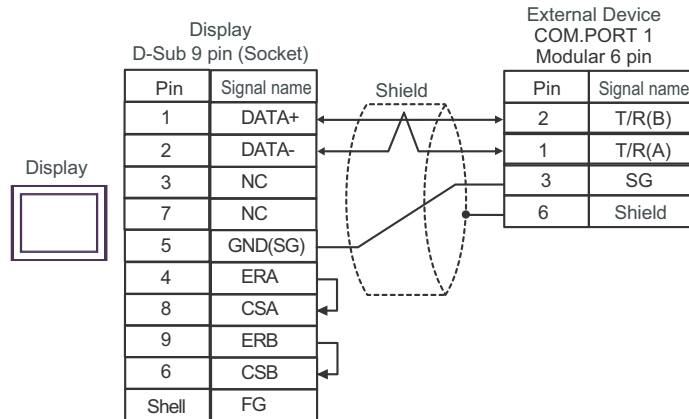 Display
D-Sub 9 pin (Socket)
External Device
COM.PORT 1
Modular 6 pin
Pin Signal name
Shield
Pin Signal name
1 DATA+
2 T/R(B)
2 DATA-
1 T/R(A)
Display
3 NC
3 SG
7 NC
6 Shield
5 GND(SG)
4 ERA
8 CSA
9 ERB
6 CSB
Shell FG